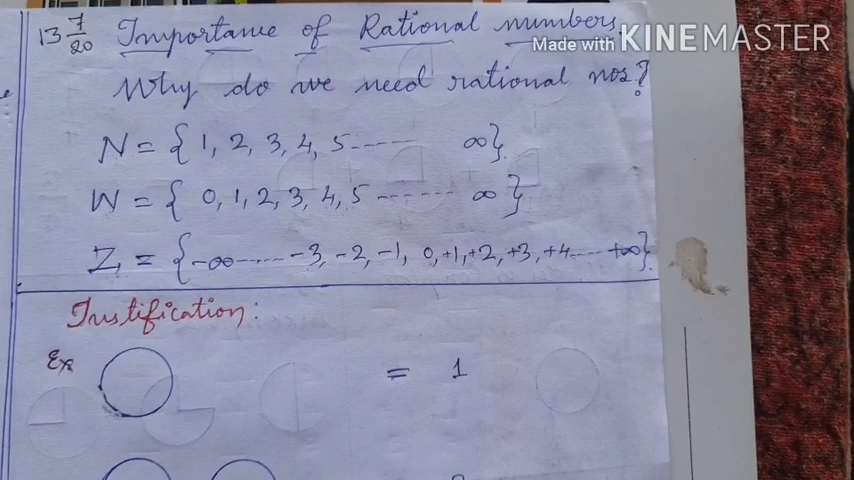 13 7/20 Importance of Rational numbers
Made with KINEMASTER
Why do we need rational nos?
N = { 1, 2, 3, 4, 5----- ∞}
W = { 0, 1, 2, 3, 4, 5 ------- ∞ }
Z = { -∞ ----- -3, -2, -1, 0, +1, +2, +3, +4---- +∞}
Justification:
Ex = 1